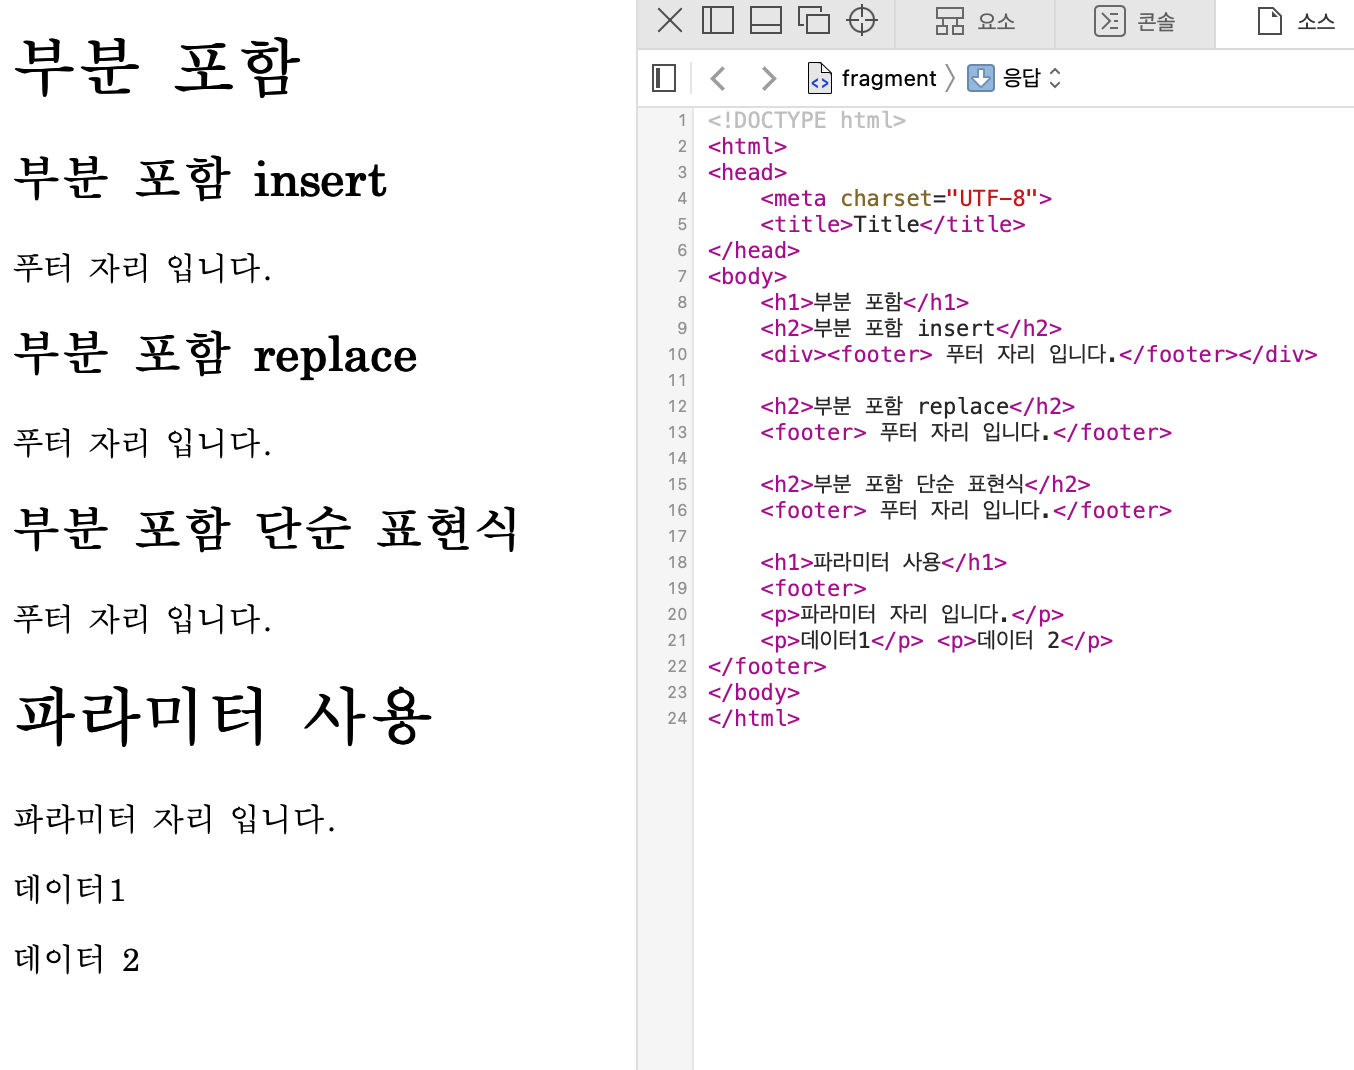 부분 포함
부분 포함 insert
푸터 자리 입니다.
부분 포함 replace
푸터 자리 입니다.
부분 포함 단순 표현식
푸터 자리 입니다.
파라미터 사용
파라미터 자리 입니다.
데이터1
데이터 2
요소 콘솔 소스
fragment 응답
1 <!DOCTYPE html>
2 <html>
3 <head>
4 <meta charset="UTF-8">
5 <title>Title</title>
6 </head>
7 <body>
8 <h1>부분 포함</h1>
9 <h2>부분 포함 insert</h2>
10 <div><footer> 푸터 자리 입니다.</footer></div>
11
12 <h2>부분 포함 replace</h2>
13 <footer> 푸터 자리 입니다.</footer>
14
15 <h2>부분 포함 단순 표현식</h2>
16 <footer> 푸터 자리 입니다.</footer>
17
18 <h1>파라미터 사용</h1>
19 <footer>
20 <p>파라미터 자리 입니다.</p>
21 <p>데이터1</p> <p>데이터 2</p>
22 </footer>
23 </body>
24 </html>